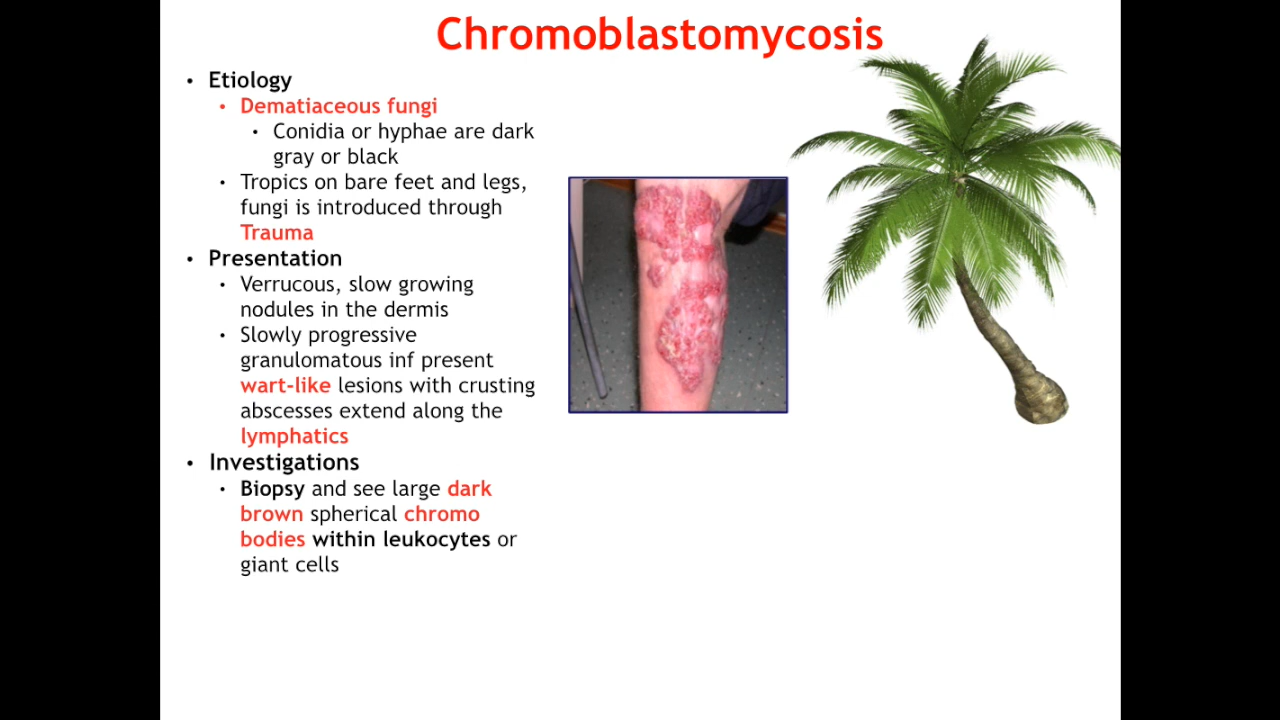 Chromoblastomycosis
• Etiology
• Dematiaceous fungi
• Conidia or hyphae are dark
gray or black
• Tropics on bare feet and legs,
fungi is introduced through
Trauma
• Presentation
• Verrucous, slow growing
nodules in the dermis
• Slowly progressive
granulomatous inf present
wart-like lesions with crusting
abscesses extend along the
lymphatics
• Investigations
• Biopsy and see large dark
brown spherical chromo
bodies within leukocytes or
giant cells